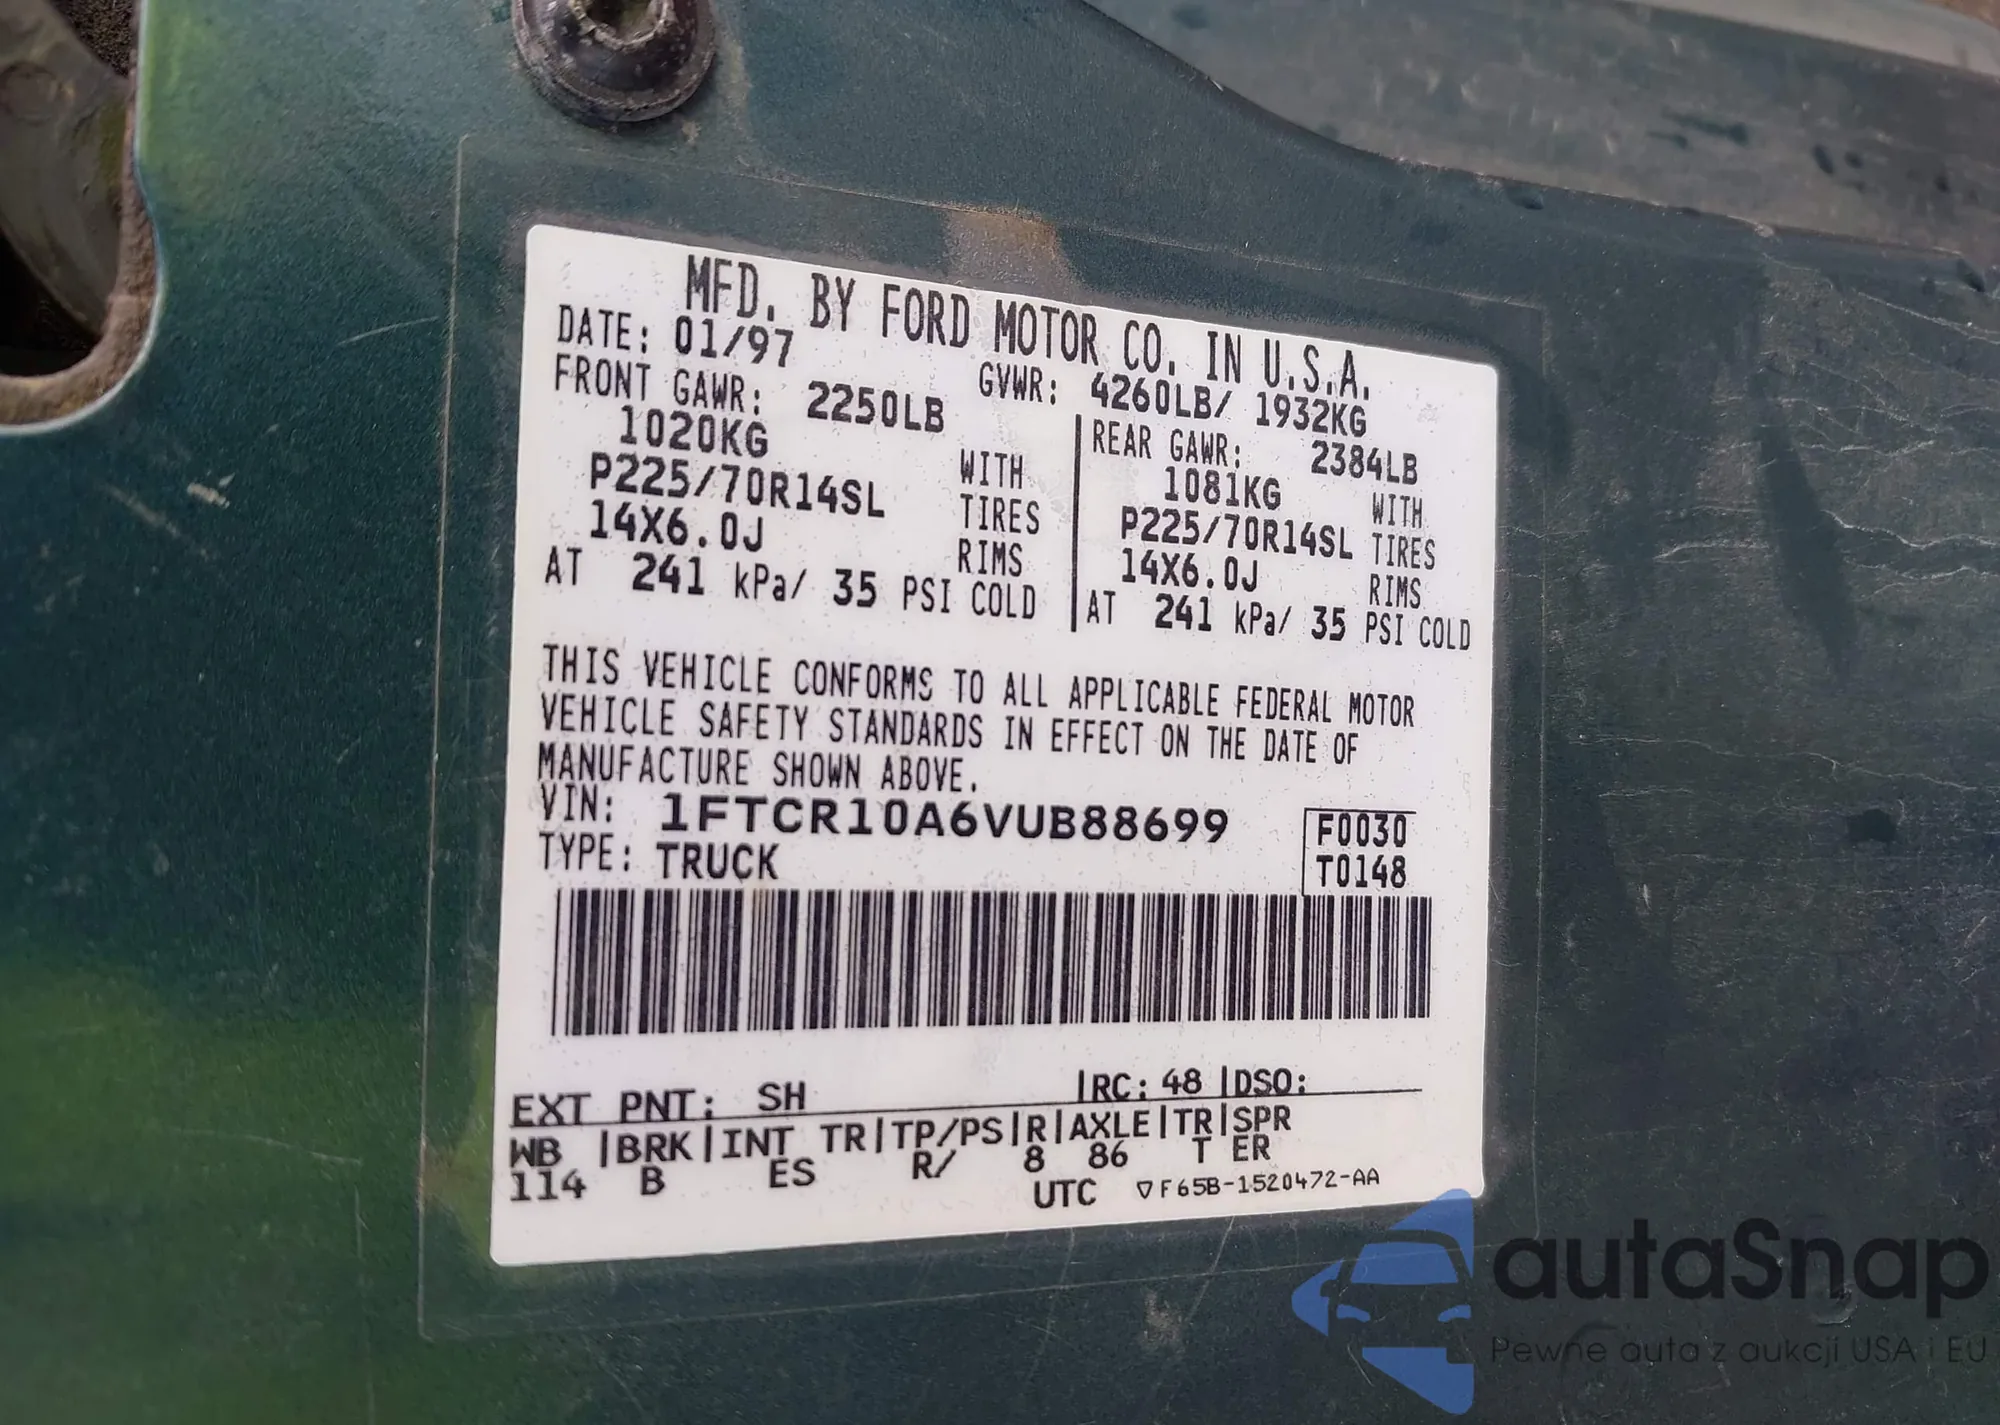 MFD. BY FORD MOTOR CO. IN U.S.A.
DATE: 01/97 GVWR: 4260LB/ 1932KG
FRONT GAWR: 2250LB REAR GAWR: 2384LB
1020KG WITH 1081KG WITH
P225/70R14SL TIRES P225/70R14SL TIRES
14X6.0J RIMS 14X6.0J RIMS
AT 241 kPa/ 35 PSI COLD AT 241 kPa/ 35 PSI COLD
THIS VEHICLE CONFORMS TO ALL APPLICABLE FEDERAL MOTOR
VEHICLE SAFETY STANDARDS IN EFFECT ON THE DATE OF
MANUFACTURE SHOWN ABOVE.
VIN: 1FTCR10A6VUB88699 F0030
TYPE: TRUCK T0148
EXT PNT: SH |RC: 48 |DSO:
WB |BRK|INT TR|TP/PS|R|AXLE|TR|SPR
114 B ES R/ 8 86 T ER
UTC ▽F65B-1520472-AA
autaSnap
Pewne auta z aukcji USA i EU